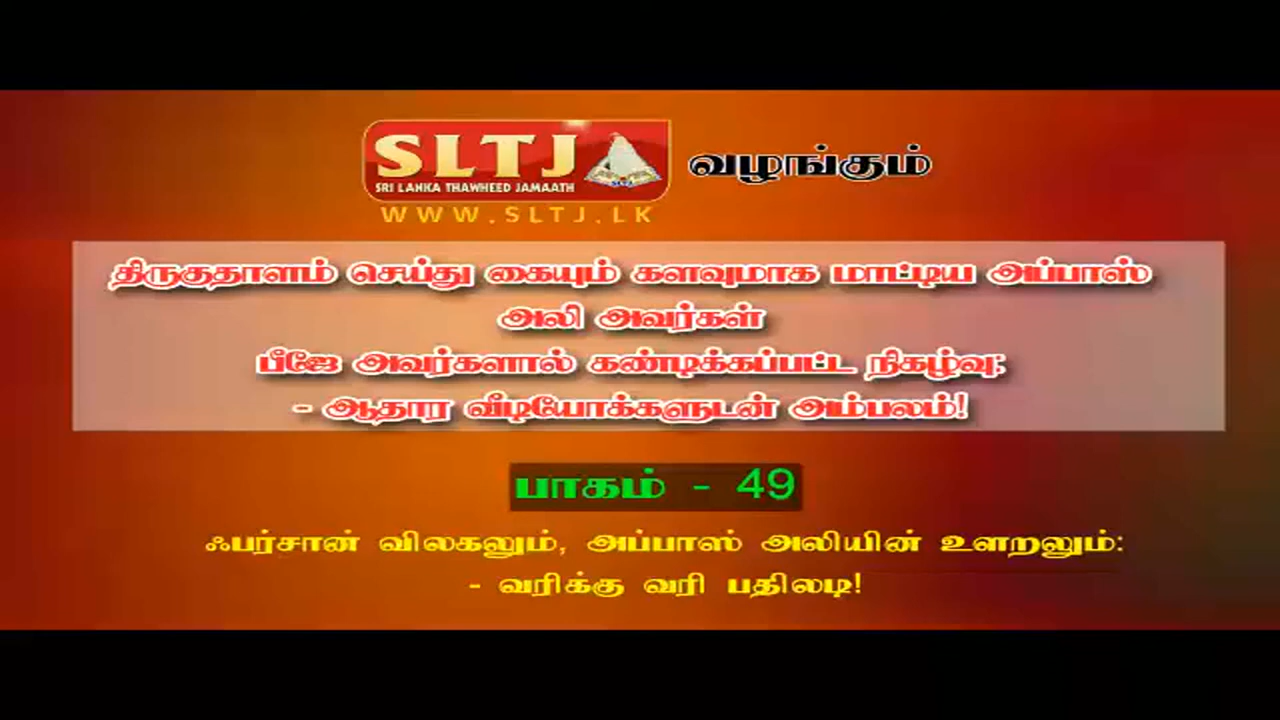 SLTJ
SRI LANKA THAWHEED JAMAATH
WWW.SLTJ.LK
வழங்கும்
திருகுதாளம் செய்து கையும் களவுமாக மாட்டிய அப்பாஸ்
அலி அவர்கள்
பீஜே அவர்களால் கண்டிக்கப்பட்ட நிகழ்வு:
- ஆதார வீடியோக்களுடன் அம்பலம்!
பாகம் - 49
ஃபர்சான் விலகலும், அப்பாஸ் அலியின் உளறலும்:
- வரிக்கு வரி பதிலடி!